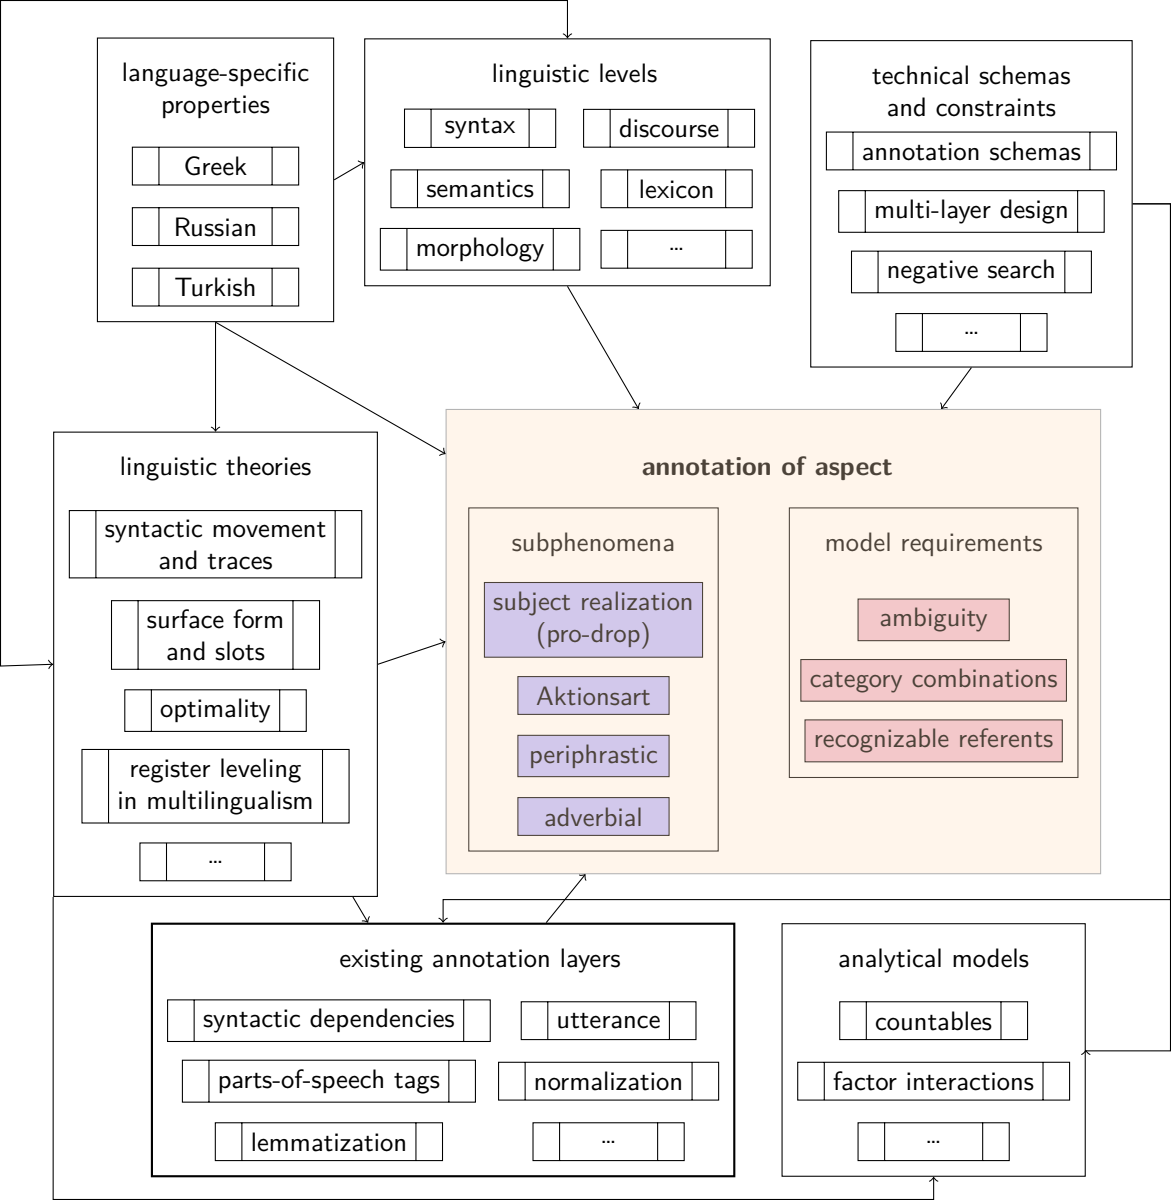 language-specific
properties
Greek
Russian
Turkish
linguistic levels
syntax
discourse
semantics
lexicon
morphology
...
technical schemas
and constraints
annotation schemas
multi-layer design
negative search
...
linguistic theories
syntactic movement
and traces
surface form
and slots
optimality
register leveling
in multilingualism
...
annotation of aspect
subphenomena
subject realization
(pro-drop)
Aktionsart
periphrastic
adverbial
model requirements
ambiguity
category combinations
recognizable referents
existing annotation layers
syntactic dependencies
utterance
parts-of-speech tags
normalization
lemmatization
...
analytical models
countables
factor interactions
...